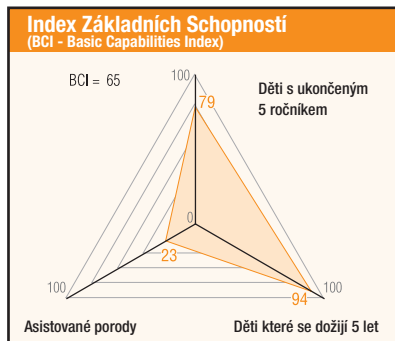 Index Základních Schopností
(BCI - Basic Capabilities Index)
BCI = 65
100
Děti s ukončeným
5 ročníkem
79
0
23
100
94
100
Asistované porody
Děti které se dožijí 5 let